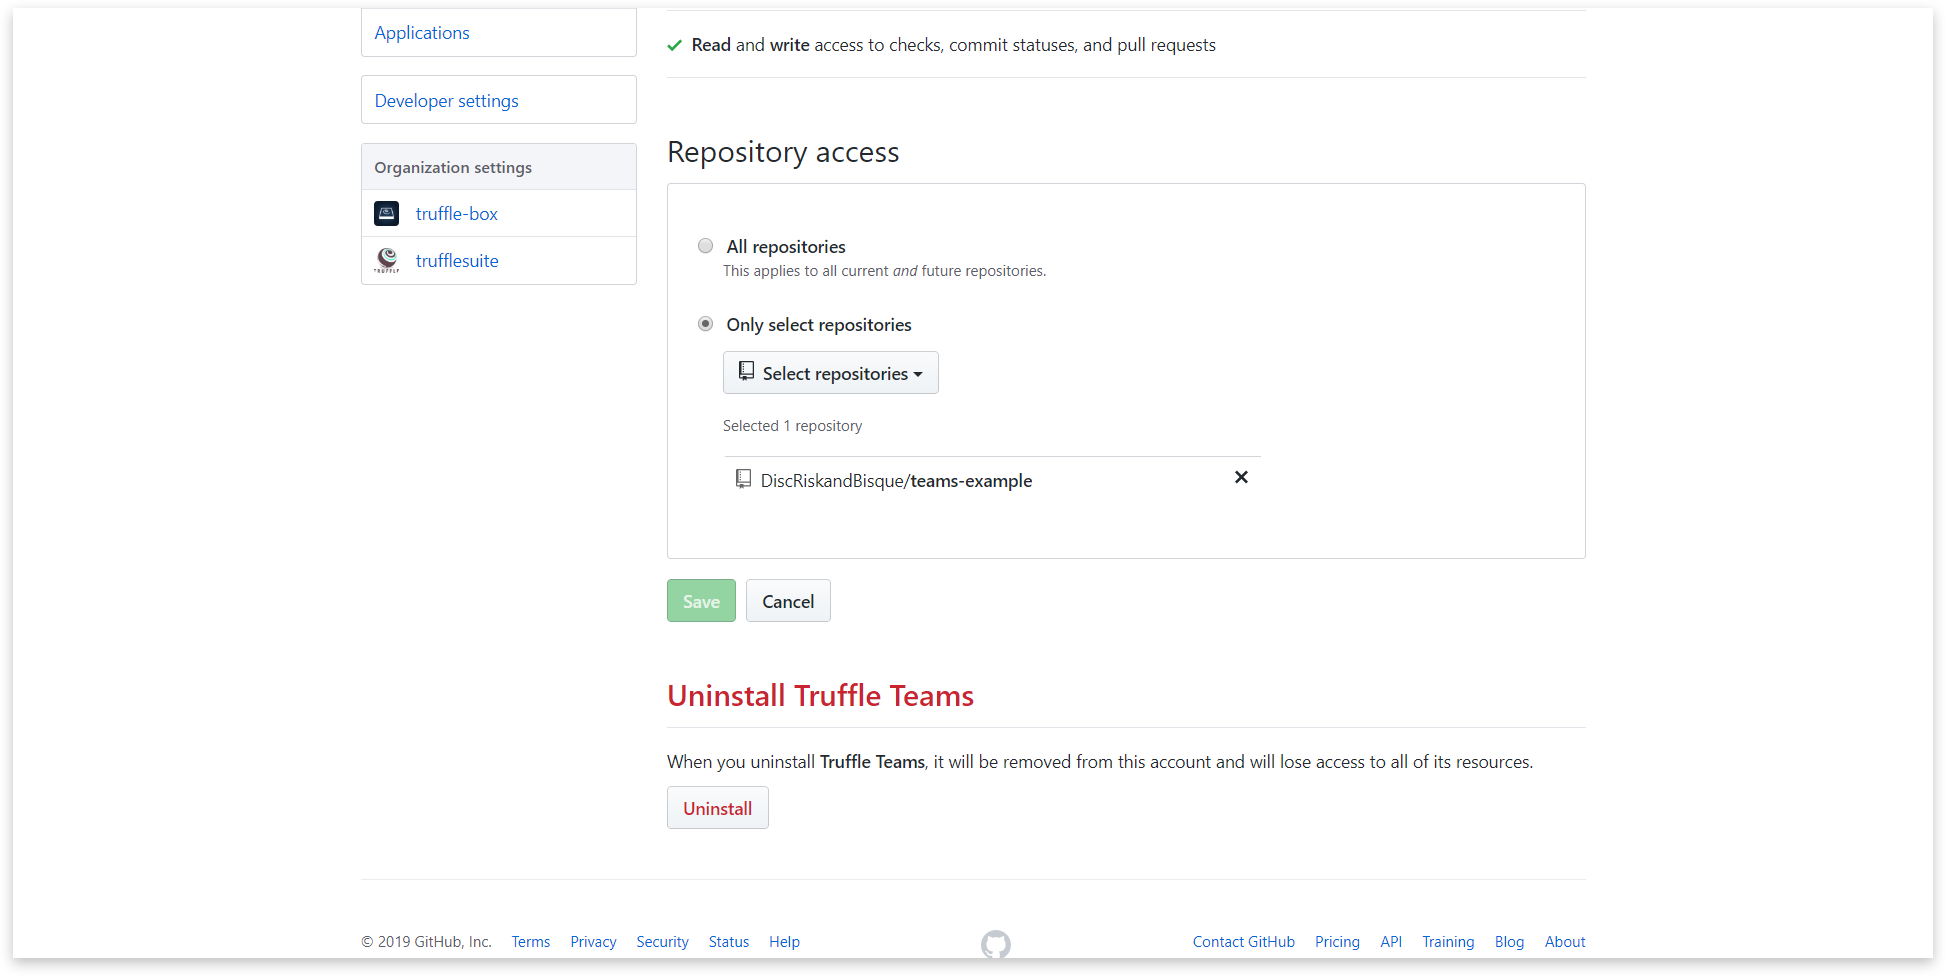 Applications
Developer settings
Organization settings
truffle-box
TRUFFLE
trufflesuite
Read and write access to checks, commit statuses, and pull requests
Repository access
All repositories
This applies to all current and future repositories.
Only select repositories
Select repositories
Selected 1 repository
DiscRiskandBisque/teams-example
Save Cancel
Uninstall Truffle Teams
When you uninstall Truffle Teams, it will be removed from this account and will lose access to all of its resources.
Uninstall
© 2019 GitHub, Inc. Terms Privacy Security Status Help Contact GitHub Pricing API Training Blog About